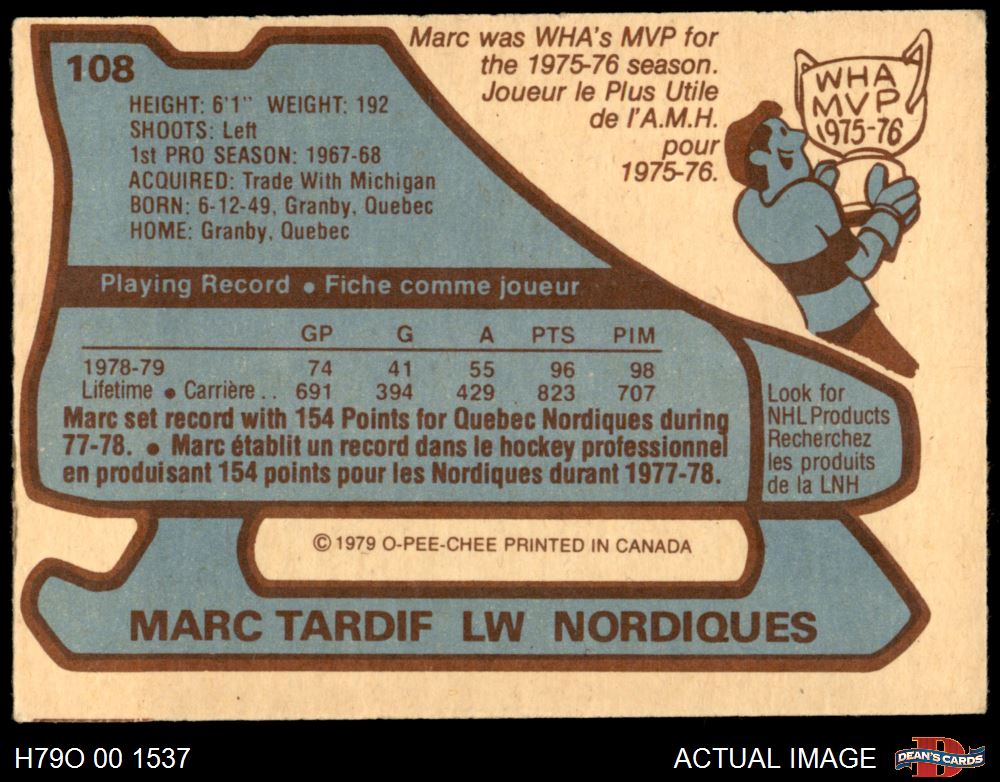 108
HEIGHT: 6'1" WEIGHT: 192
SHOOTS: Left
1st PRO SEASON: 1967-68
ACQUIRED: Trade With Michigan
BORN: 6-12-49, Granby, Quebec
HOME: Granby, Quebec
Marc was WHA's MVP for
the 1975-76 season.
Joueur le Plus Utile
de l'A.M.H.
pour
1975-76.
WHA
MVP
1975-76
Playing Record • Fiche comme joueur
GP G A PTS PIM
1978-79 74 41 55 96 98
Lifetime • Carrière .. 691 394 429 823 707
Marc set record with 154 Points for Quebec Nordiques during
77-78. • Marc établit un record dans le hockey professionnel
en produisant 154 points pour les Nordiques durant 1977-78.
Look for
NHL Products
Recherchez
les produits
de la LNH
© 1979 O-PEE-CHEE PRINTED IN CANADA
MARC TARDIF LW NORDIQUES
H79O 00 1537
ACTUAL IMAGE
D
DEAN'S CARDS